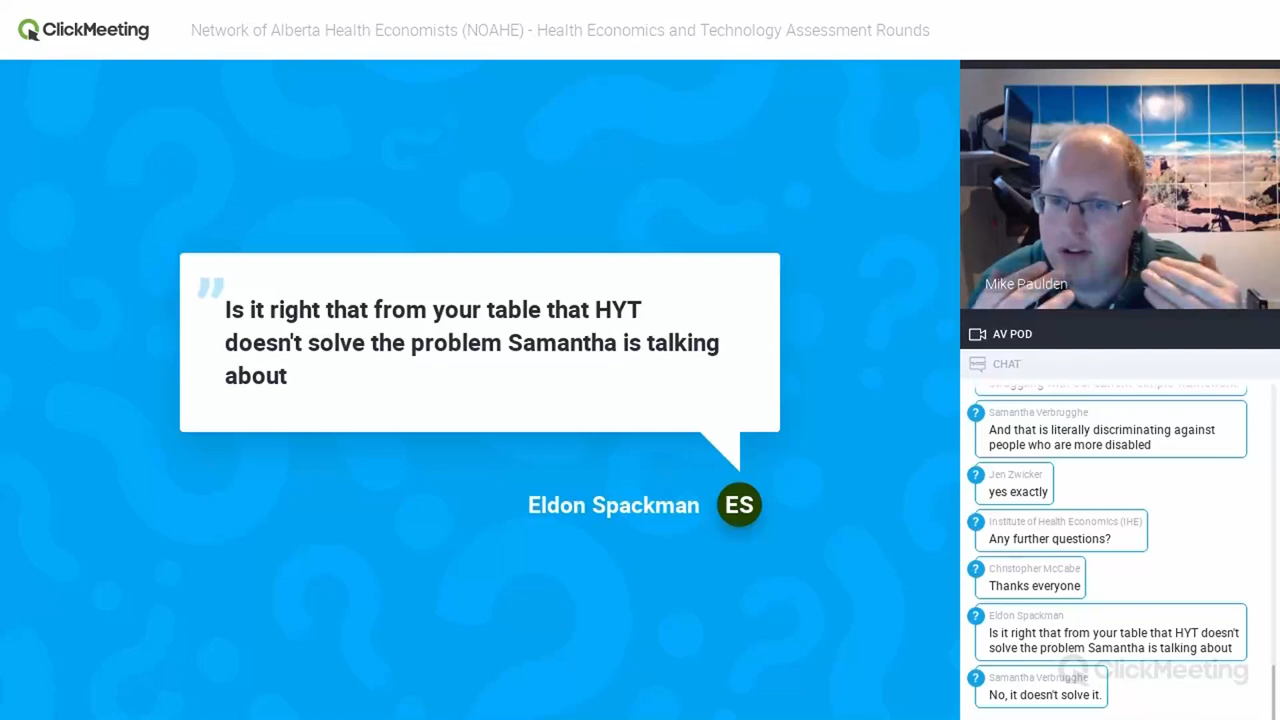 ClickMeeting
Network of Alberta Health Economists (NOAHE) - Health Economics and Technology Assessment Rounds
Is it right that from your table that HYT
doesn't solve the problem Samantha is talking
about
Eldon Spackman
ES
Mike Paulden
AV POD
CHAT
Samantha Verbrugghe
And that is literally discriminating against
people who are more disabled
Jen Zwicker
yes exactly
Institute of Health Economics (IHE)
Any further questions?
Christopher McCabe
Thanks everyone
Eldon Spackman
Is it right that from your table that HYT doesn't
solve the problem Samantha is talking about
ClickMeeting
Samantha Verbrugghe
No, it doesn't solve it.